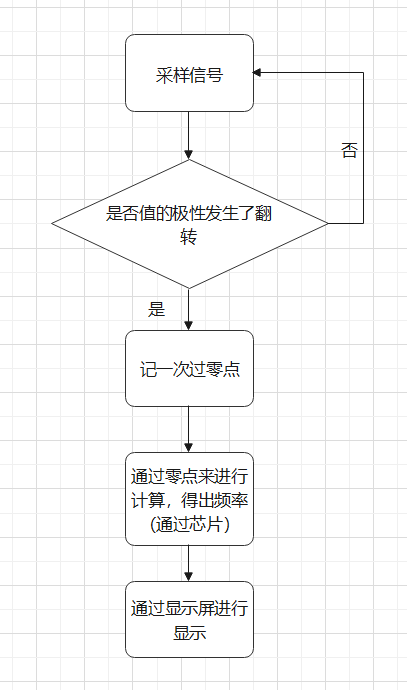 采样信号
否
是否值的极性发生了翻
转
是
记一次过零点
通过零点来进行
计算，得出频率
（通过芯片）
通过显示屏进行
显示